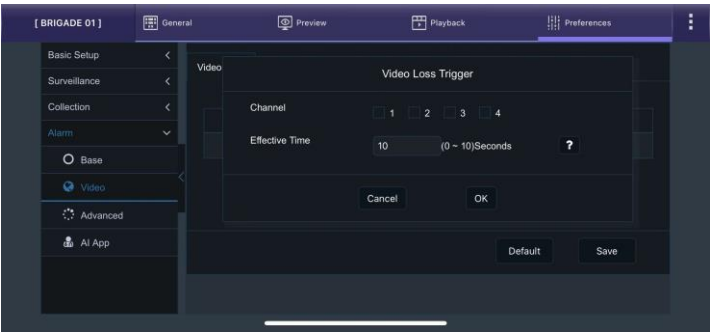 [ BRIGADE 01 ]
General
Preview
Playback
Preferences
Basic Setup
Surveillance
Collection
Alarm
Base
Video
Advanced
AI App
Video
Video Loss Trigger
Channel
1 2 3 4
Effective Time
10 (0 ~ 10)Seconds ?
Cancel OK
Default Save